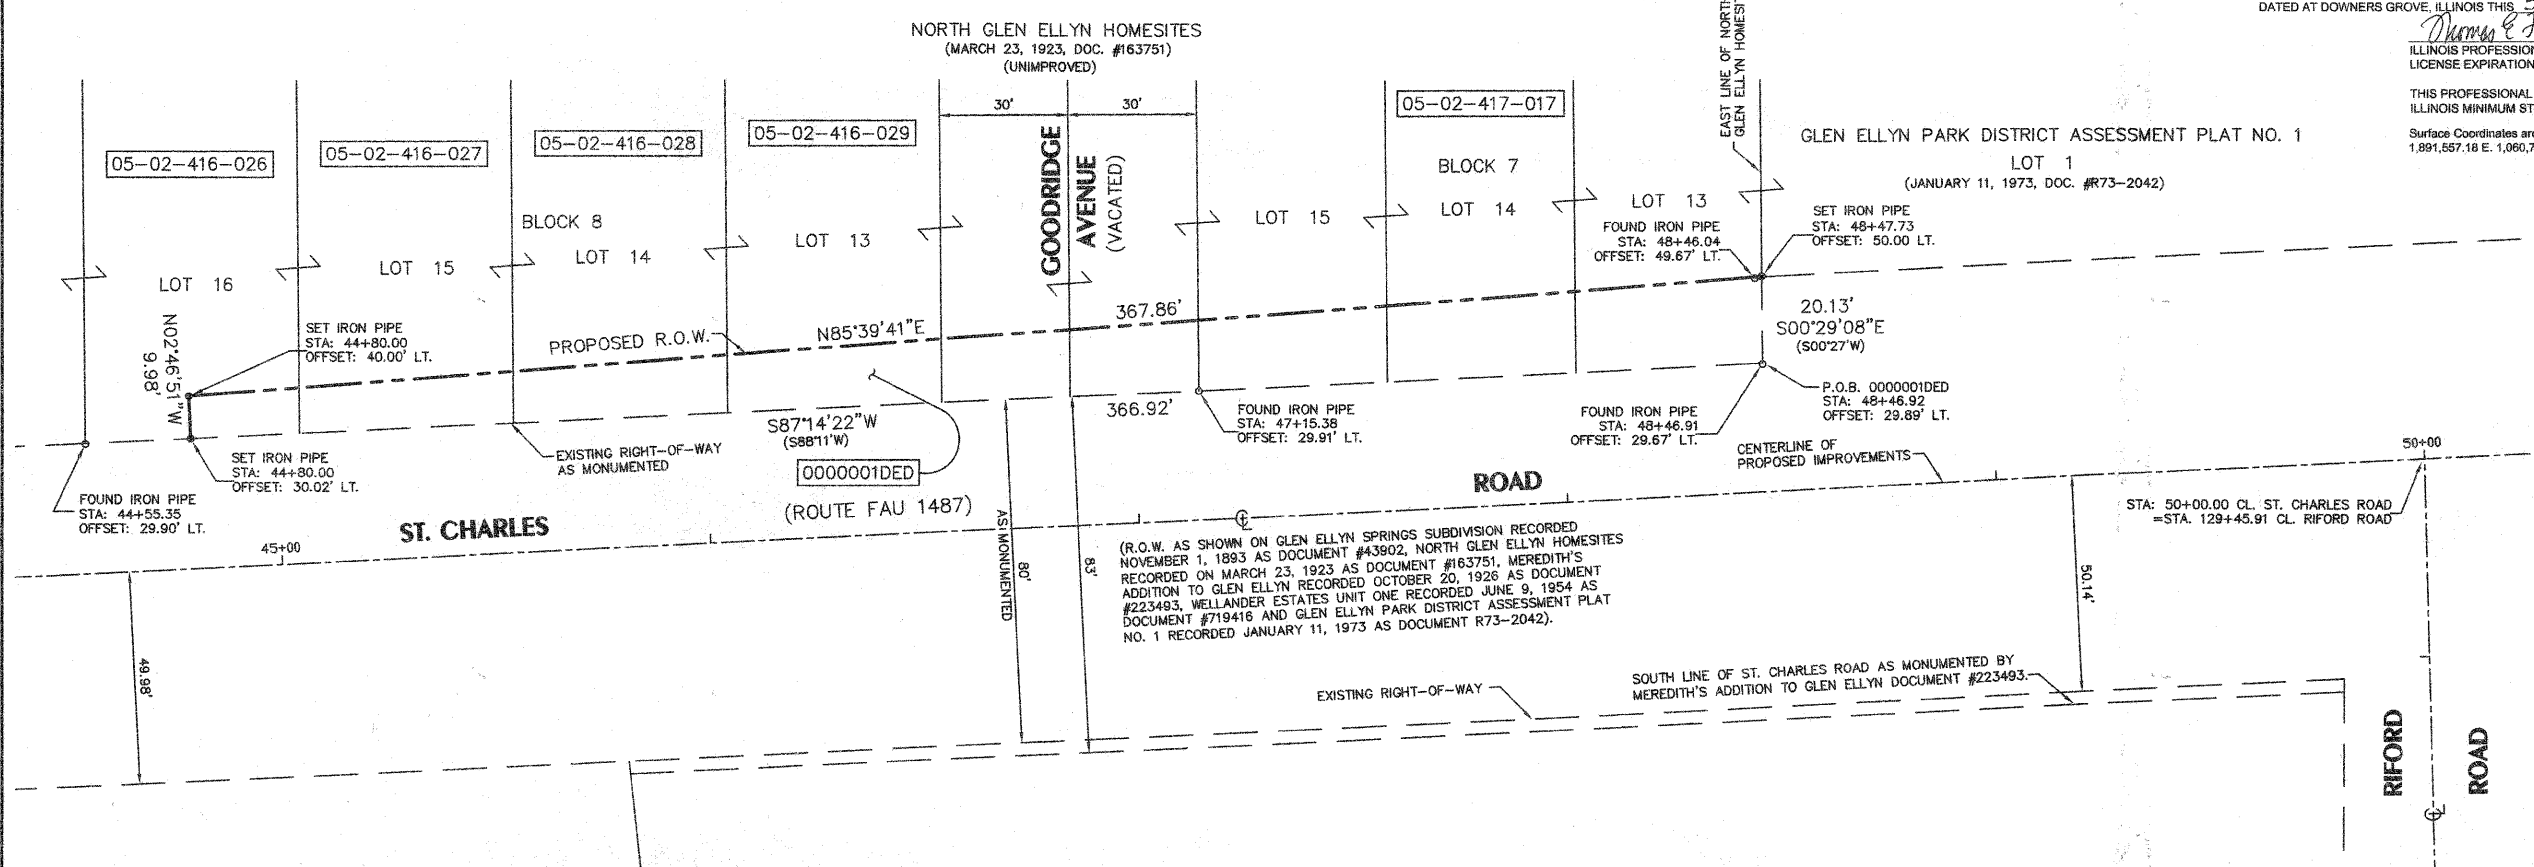 NORTH GLEN ELLYN HOMESITES
(MARCH 23, 1923, DOC. #163751)
(UNIMPROVED)
EAST LINE OF NORTH
GLEN ELLYN HOMESI
DATED AT DOWNERS GROVE, ILLINOIS THIS
Thomas E
ILLINOIS PROFESSIO
LICENSE EXPIRATION
THIS PROFESSIONAL
ILLINOIS MINIMUM ST
Surface Coordinates are
1,891,557.18 E. 1,060,7
30'
30'
05-02-416-026
05-02-416-027
05-02-416-028
05-02-416-029
05-02-417-017
GOODRIDGE
AVENUE
(VACATED)
GLEN ELLYN PARK DISTRICT ASSESSMENT PLAT NO. 1
LOT 1
(JANUARY 11, 1973, DOC. #R73-2042)
BLOCK 8
BLOCK 7
LOT 16
LOT 15
LOT 14
LOT 13
LOT 15
LOT 14
LOT 13
FOUND IRON PIPE
STA: 48+46.04
OFFSET: 49.67' LT.
SET IRON PIPE
STA: 48+47.73
OFFSET: 50.00 LT.
N02°46'51"W
9.98'
SET IRON PIPE
STA: 44+80.00
OFFSET: 40.00' LT.
PROPOSED R.O.W.
N85°39'41"E
367.86'
20.13'
S00°29'08"E
(S00°27'W)
P.O.B. 0000001DED
STA: 48+46.92
OFFSET: 29.89' LT.
FOUND IRON PIPE
STA: 44+55.35
OFFSET: 29.90' LT.
SET IRON PIPE
STA: 44+80.00
OFFSET: 30.02' LT.
EXISTING RIGHT-OF-WAY
AS MONUMENTED
S87°14'22"W
(S88°11'W)
366.92'
0000001DED
FOUND IRON PIPE
STA: 47+15.38
OFFSET: 29.91' LT.
FOUND IRON PIPE
STA: 48+46.91
OFFSET: 29.67' LT.
CENTERLINE OF
PROPOSED IMPROVEMENTS
50+00
STA: 50+00.00 CL. ST. CHARLES ROAD
=STA. 129+45.91 CL. RIFORD ROAD
45+00
ST. CHARLES
(ROUTE FAU 1487)
ROAD
AS MONUMENTED
80'
83'
(R.O.W. AS SHOWN ON GLEN ELLYN SPRINGS SUBDIVISION RECORDED
NOVEMBER 1, 1893 AS DOCUMENT #43902, NORTH GLEN ELLYN HOMESITES
RECORDED ON MARCH 23, 1923 AS DOCUMENT #163751, MEREDITH'S
ADDITION TO GLEN ELLYN RECORDED OCTOBER 20, 1926 AS DOCUMENT
#223493, WELLANDER ESTATES UNIT ONE RECORDED JUNE 9, 1954 AS
DOCUMENT #719416 AND GLEN ELLYN PARK DISTRICT ASSESSMENT PLAT
NO. 1 RECORDED JANUARY 11, 1973 AS DOCUMENT R73-2042).
49.98'
50.14'
EXISTING RIGHT-OF-WAY
SOUTH LINE OF ST. CHARLES ROAD AS MONUMENTED BY
MEREDITH'S ADDITION TO GLEN ELLYN DOCUMENT #223493.
RIFORD
ROAD